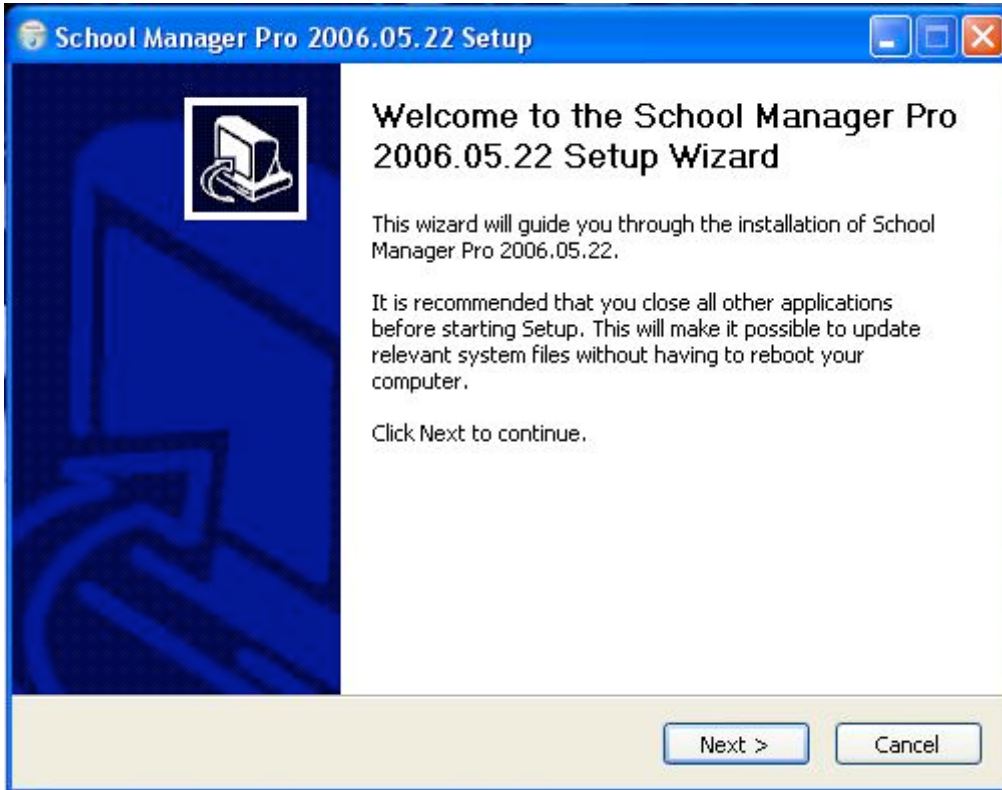 School Manager Pro 2006.05.22 Setup
Welcome to the School Manager Pro
2006.05.22 Setup Wizard
This wizard will guide you through the installation of School
Manager Pro 2006.05.22.
It is recommended that you close all other applications
before starting Setup. This will make it possible to update
relevant system files without having to reboot your
computer.
Click Next to continue.
Next >
Cancel